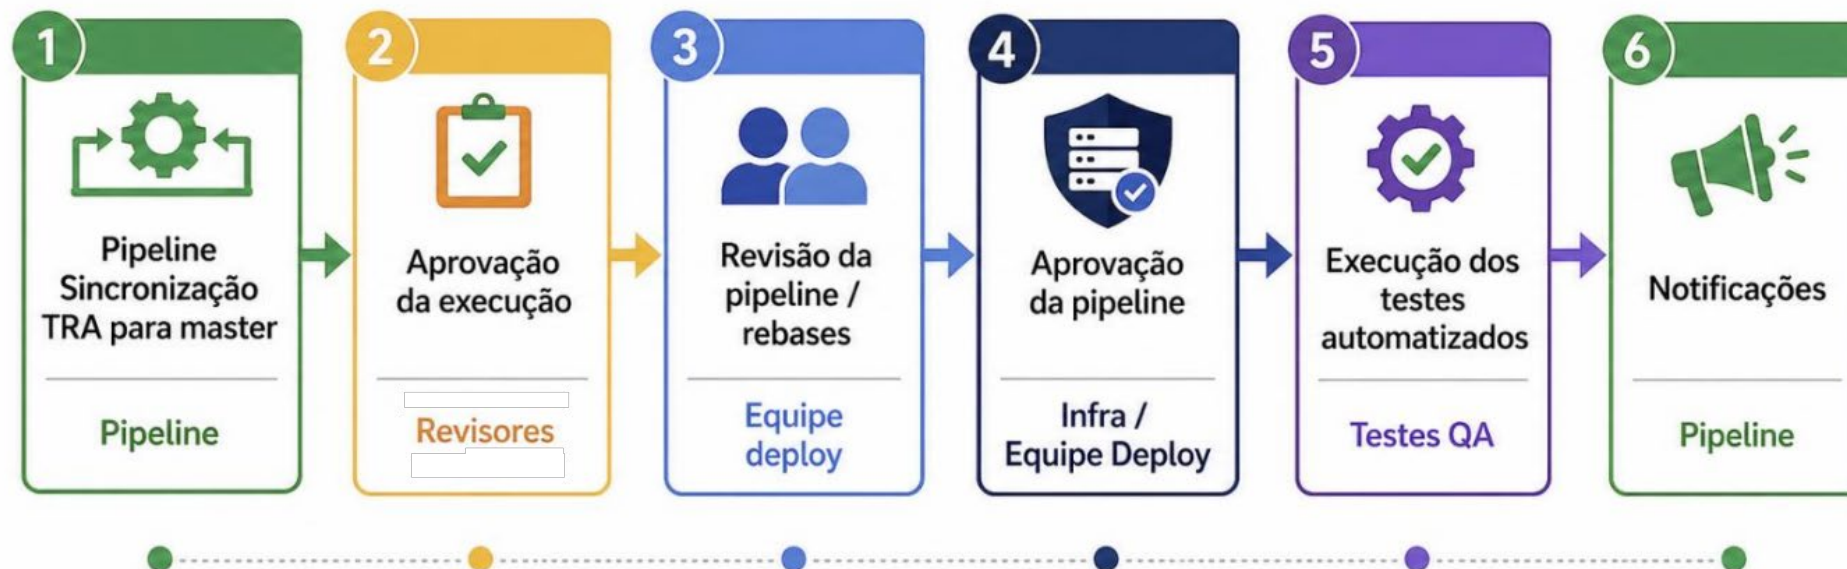 1
Pipeline
Sincronização
TRA para master
Pipeline
2
Aprovação
da execução
Revisores
3
Revisão da
pipeline /
rebases
Equipe
deploy
4
Aprovação
da pipeline
Infra /
Equipe Deploy
5
Execução dos
testes
automatizados
Testes QA
6
Notificações
Pipeline